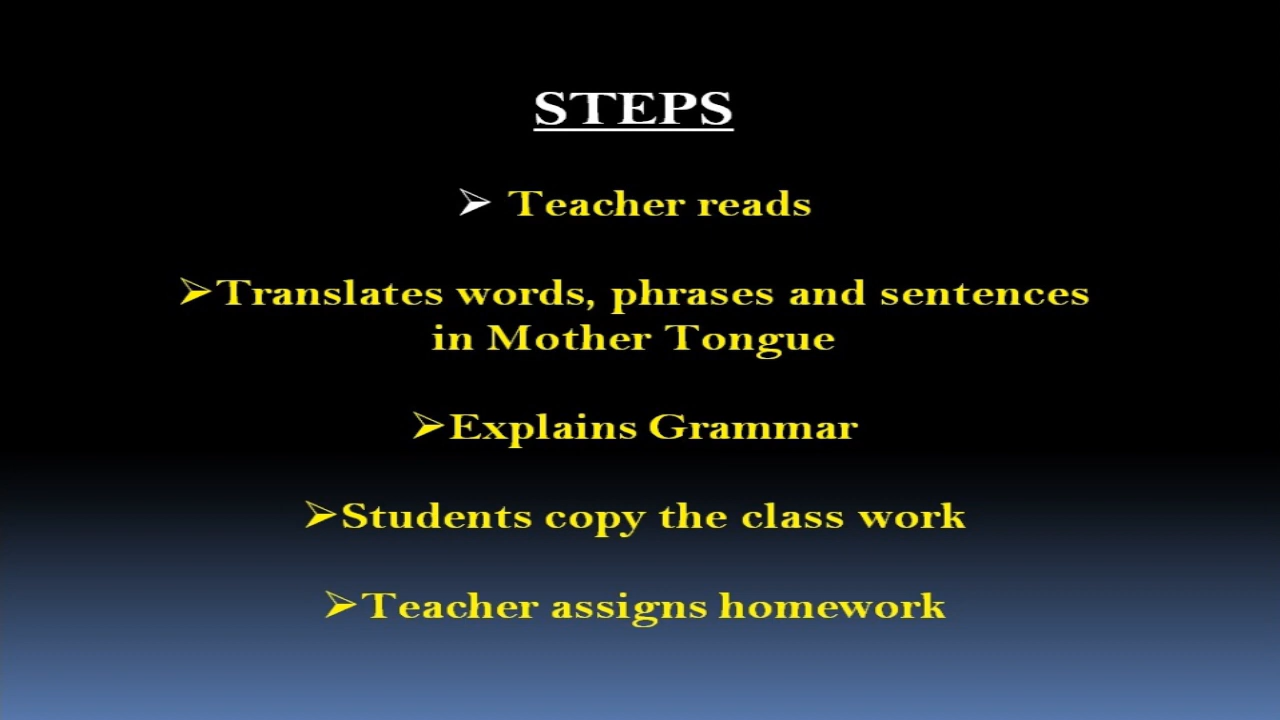 STEPS
➢ Teacher reads
➢Translates words, phrases and sentences
in Mother Tongue
➢Explains Grammar
➢Students copy the class work
➢Teacher assigns homework